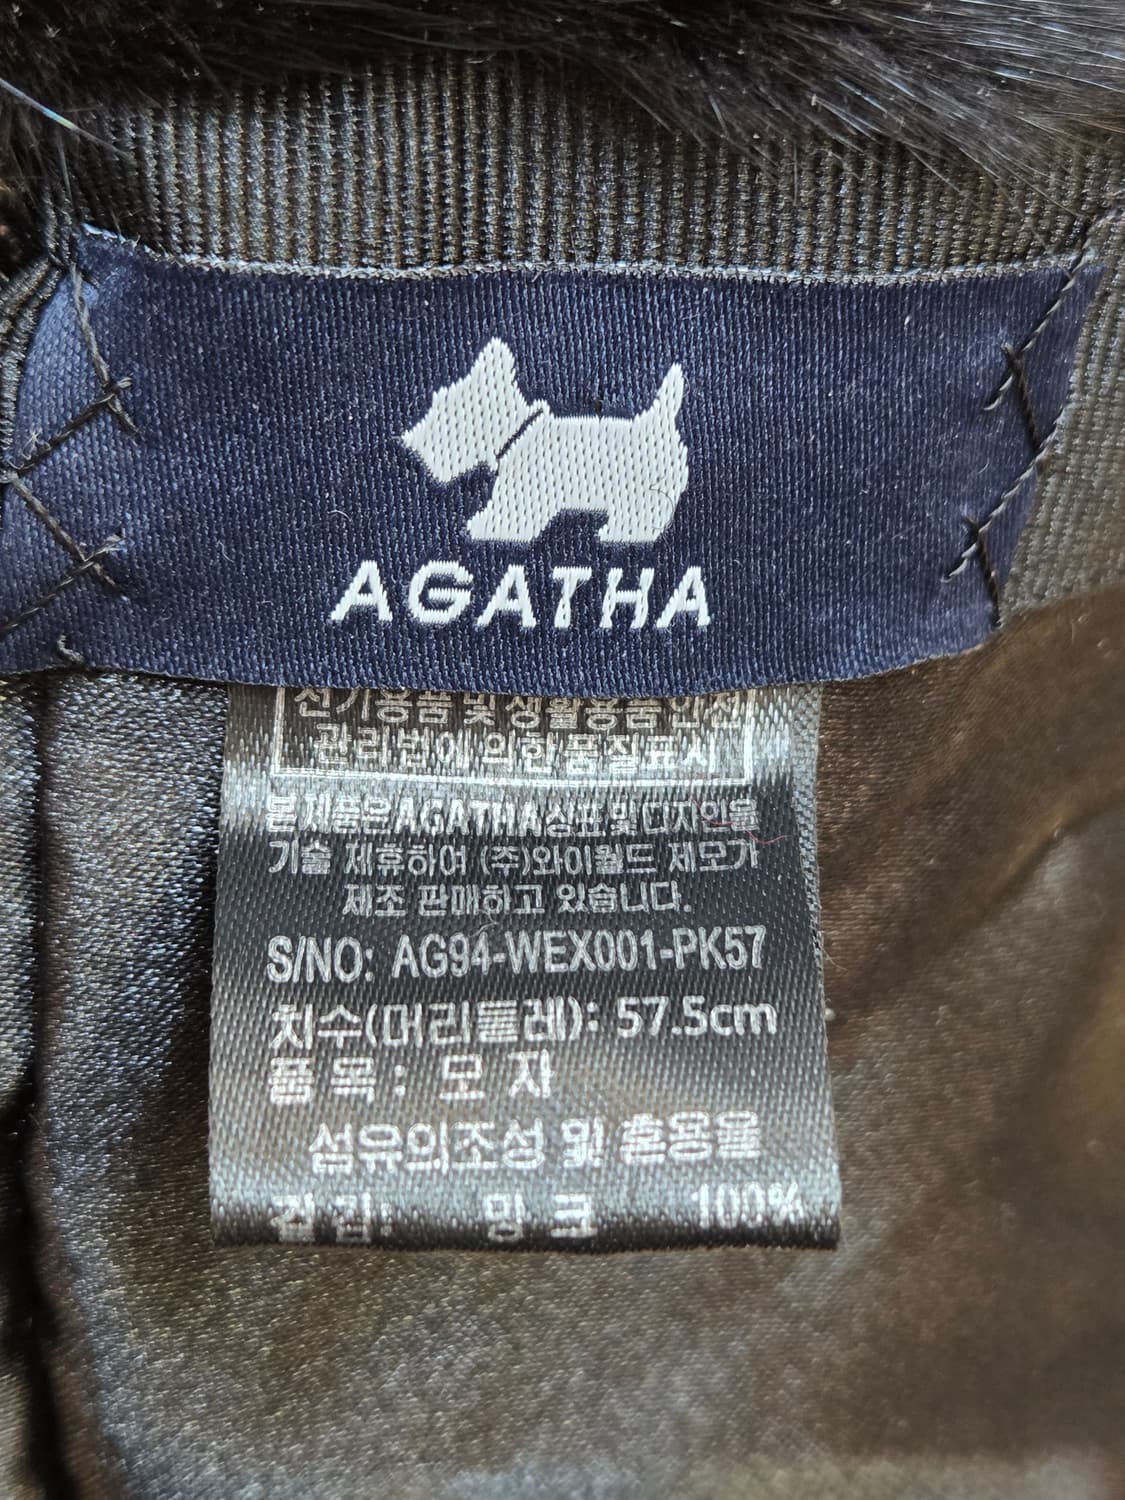 AGATHA
전기용품 및 생활용품안전
관리법에 의한 품질표시
본 제품은 AGATHA 상표 및 디자인을
기술 제휴하여 (주)와이월드 제모가
제조 판매하고 있습니다.
S/NO: AG94-WEX001-PK57
치수(머리둘레): 57.5cm
품목: 모 자
섬유의조성 및 혼용율
겉감: 밍 크 100%